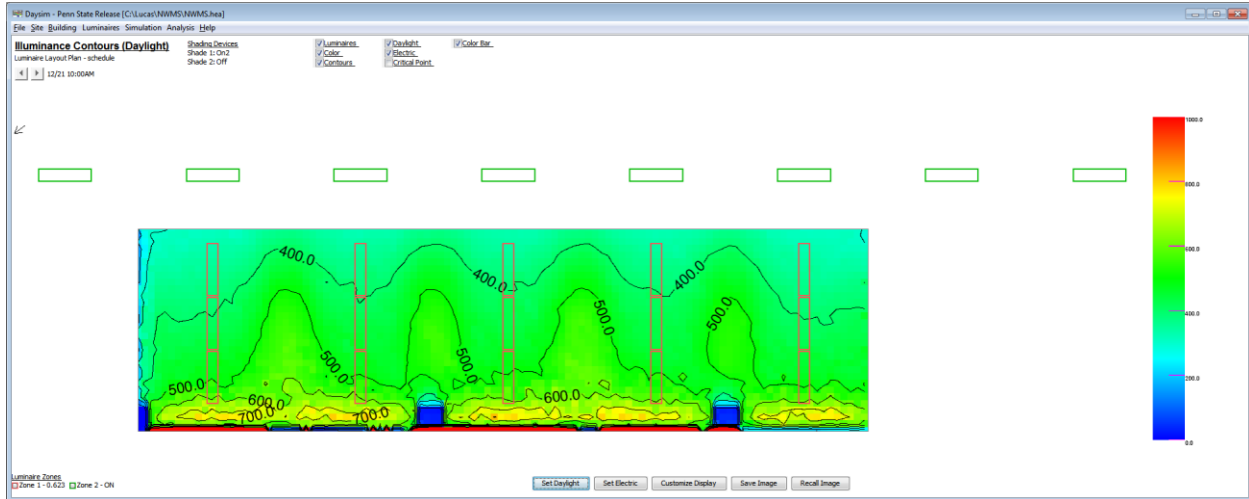 Daysim - Penn State Release [C:\Lucas\NWMS\NWMS.hea]
File Site Building Luminaires Simulation Analysis Help
Illuminance Contours (Daylight)
Luminaire Layout Plan - schedule
12/21 10:00AM
Shading Devices
Shade 1: On2
Shade 2: Off
Luminaires
Color
Contours
Daylight
Electric
Critical Point
Color Bar
1000.0
800.0
600.0
400.0
200.0
0.0
400.0
400.0
400.0
500.0
500.0
500.0
500.0
500.0
600.0
600.0
700.0
700.0
Luminaire Zones
Zone 1 - 0.623 Zone 2 - ON
Set Daylight Set Electric Customize Display Save Image Recall Image